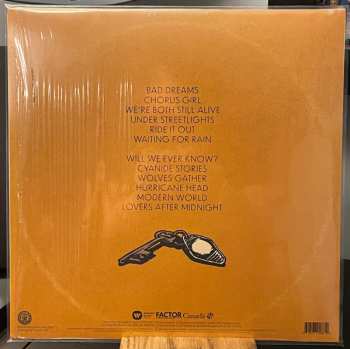 BAD DREAMS
CHORUS GIRL
WE'RE BOTH STILL ALIVE
UNDER STREETLIGHTS
RIDE IT OUT
WAITING FOR RAIN
WILL WE EVER KNOW?
CYANIDE STORIES
WOLVES GATHER
HURRICANE HEAD
MODERN WORLD
LOVERS AFTER MIDNIGHT
FACTOR Canada